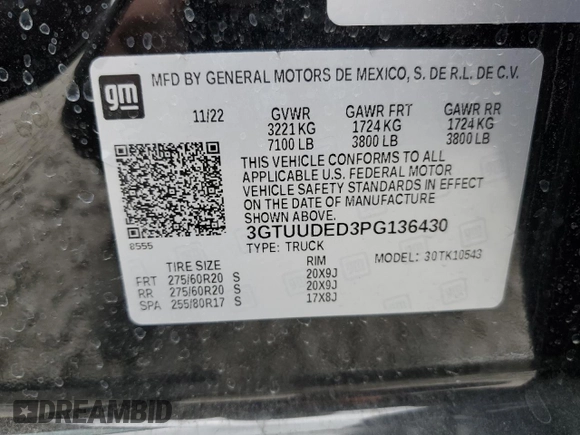 gm
MFD BY GENERAL MOTORS DE MEXICO, S. DE R.L. DE C.V.
11/22 GVWR GAWR FRT GAWR RR
3221 KG 1724 KG 1724 KG
7100 LB 3800 LB 3800 LB
THIS VEHICLE CONFORMS TO ALL
APPLICABLE U.S. FEDERAL MOTOR
VEHICLE SAFETY STANDARDS IN EFFECT
ON THE DATE OF MANUFACTURE
SHOWN ABOVE.
8555
3GTUUDED3PG136430
TYPE: TRUCK
MODEL: 30TK10543
TIRE SIZE RIM
FRT 275/60R20 S 20X9J
RR 275/60R20 S 20X9J
SPA 255/80R17 S 17X8J
DREAMBID